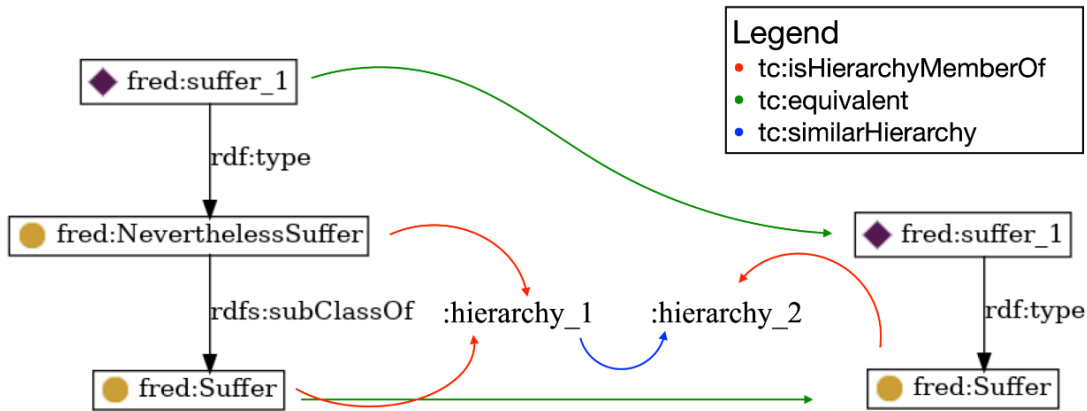 Legend
tc:isHierarchyMemberOf
tc:equivalent
tc:similarHierarchy
fred:suffer_1
rdf:type
fred:NeverthelessSuffer
rdfs:subClassOf
fred:Suffer
:hierarchy_1
:hierarchy_2
fred:suffer_1
rdf:type
fred:Suffer